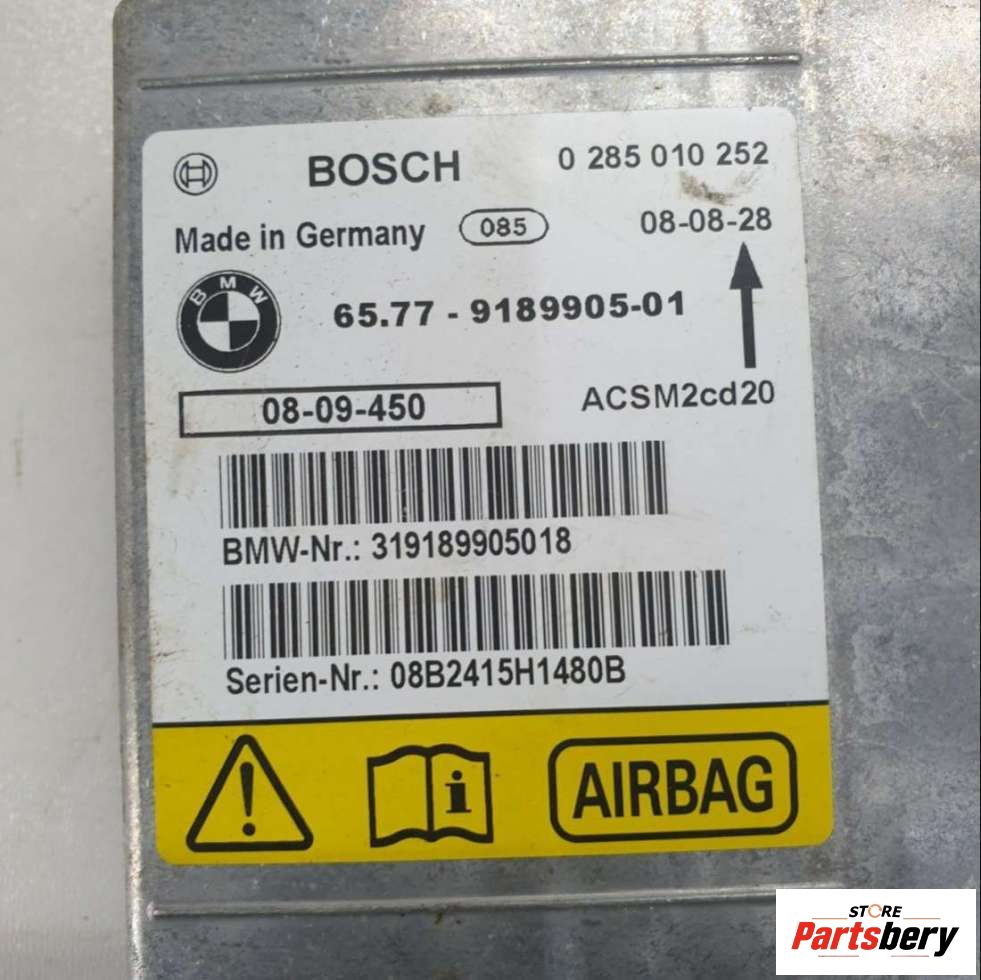 BOSCH 0 285 010 252
Made in Germany 085 08-08-28
BMW
65.77 - 9189905-01
08-09-450 ACSM2cd20
BMW-Nr.: 319189905018
Serien-Nr.: 08B2415H1480B
! i AIRBAG
STORE
Partsbery